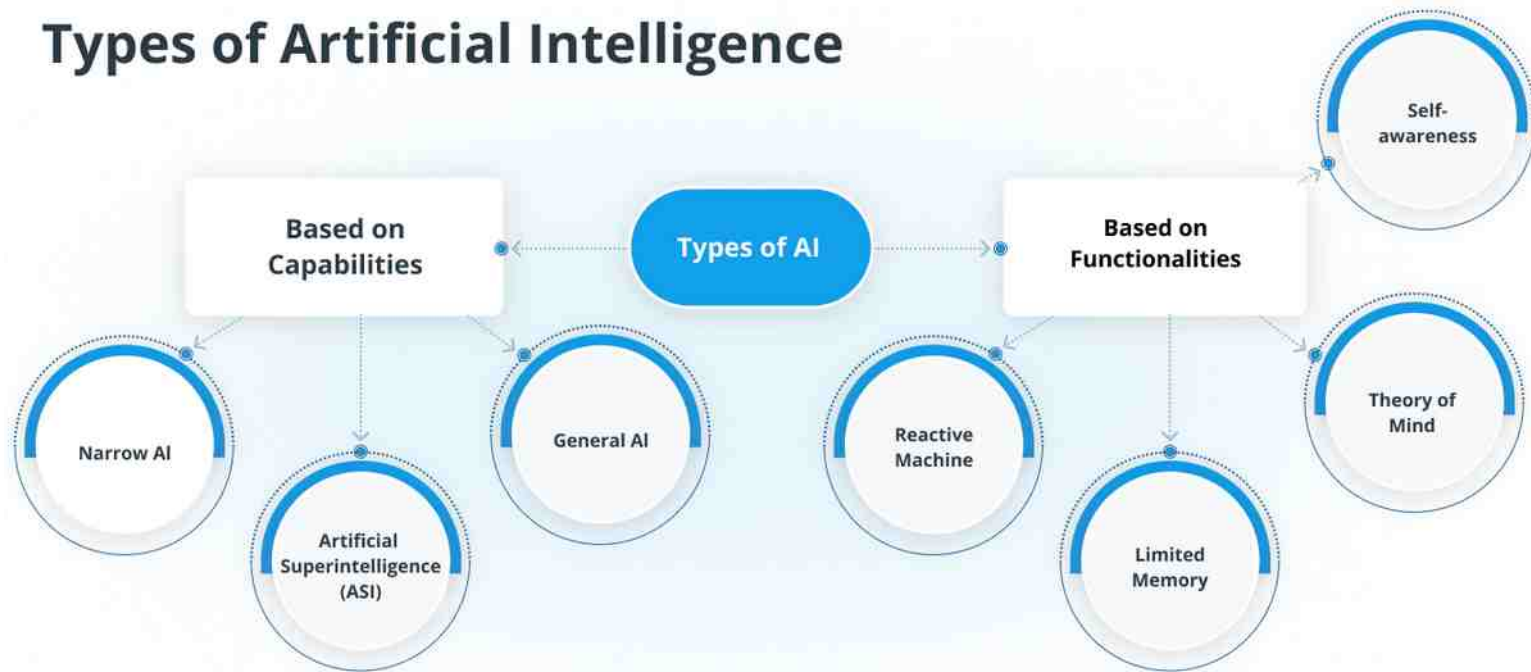 Types of Artificial Intelligence
Self-
awareness
Based on
Capabilities
Types of AI
Based on
Functionalities
Narrow AI
Artificial
Superintelligence
(ASI)
General AI
Reactive
Machine
Limited
Memory
Theory of
Mind